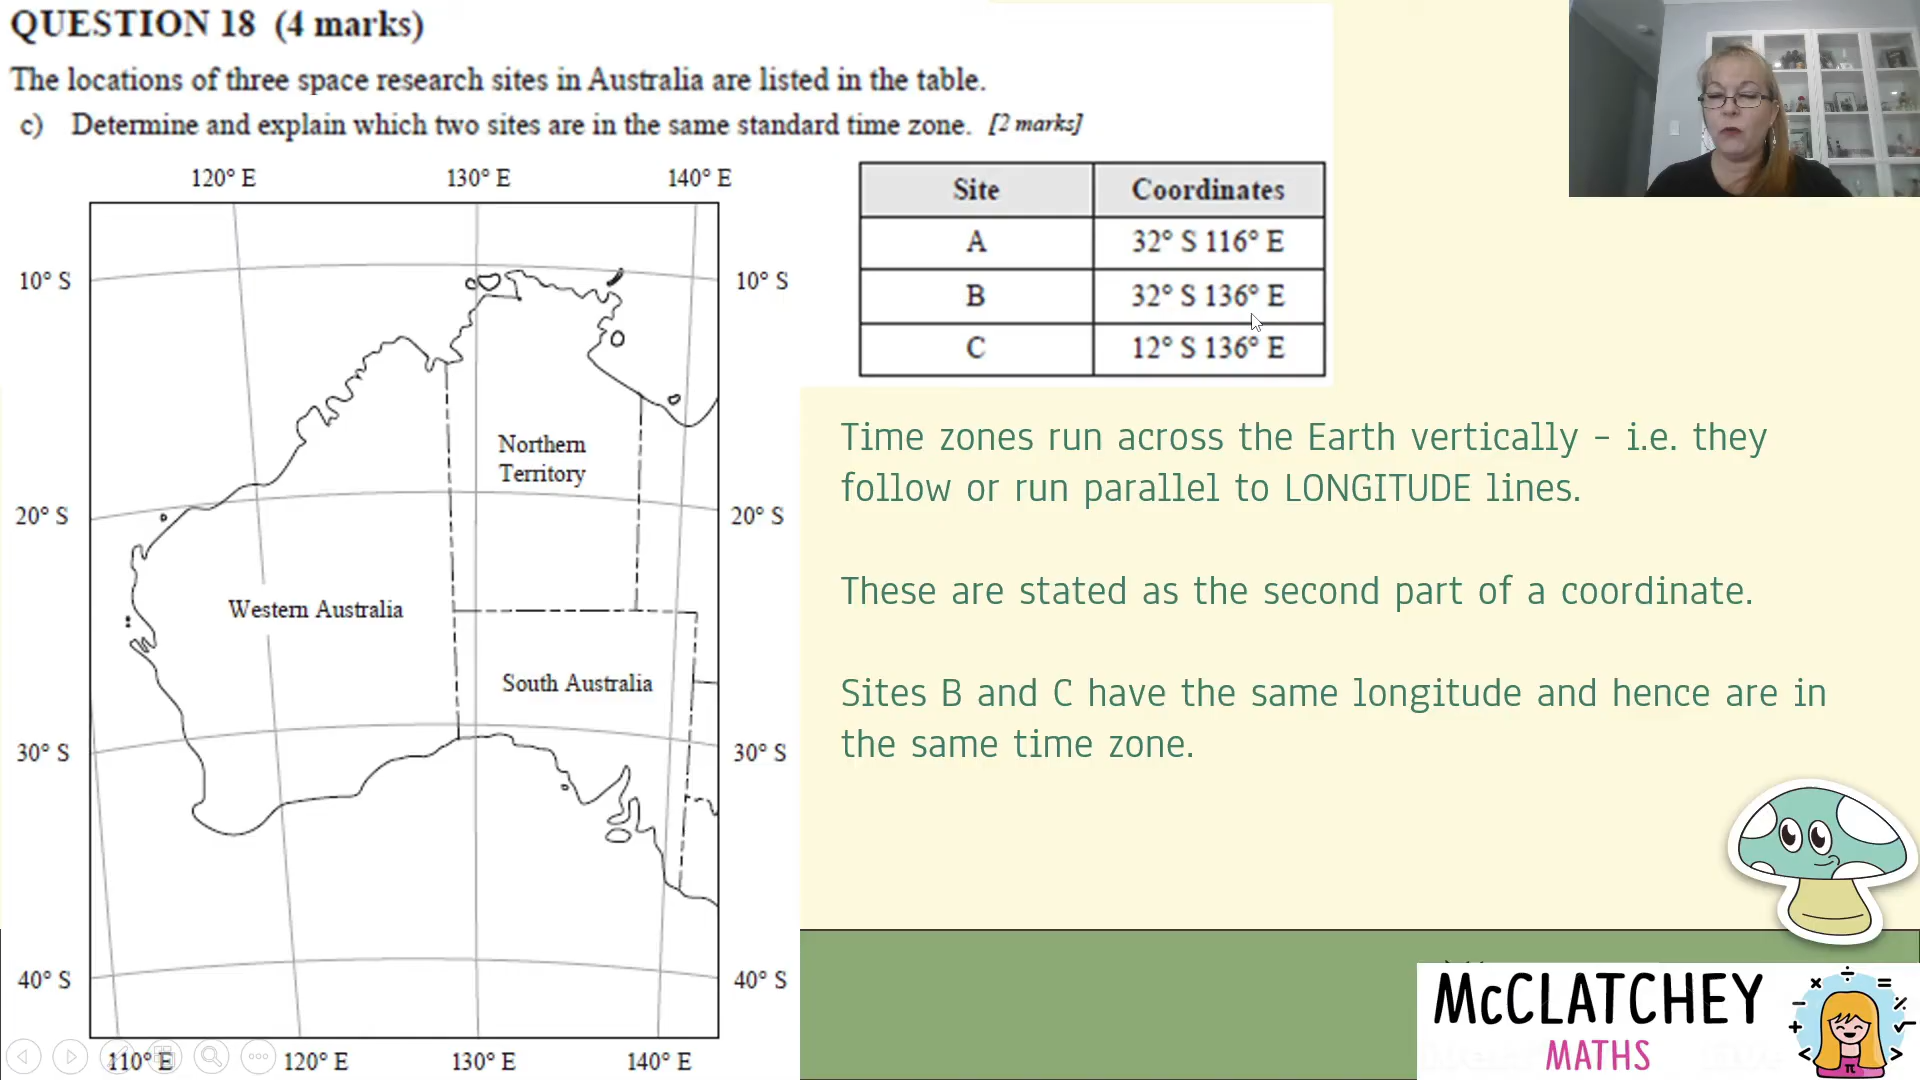 QUESTION 18 (4 marks)
The locations of three space research sites in Australia are listed in the table.
c) Determine and explain which two sites are in the same standard time zone. [2 marks]
120° E 130° E 140° E
10° S 10° S
Northern
Territory
20° S 20° S
Western Australia
South Australia
30° S 30° S
40° S 40° S
110° E 120° E 130° E 140° E
Site Coordinates
A 32° S 116° E
B 32° S 136° E
C 12° S 136° E
Time zones run across the Earth vertically – i.e. they
follow or run parallel to LONGITUDE lines.
These are stated as the second part of a coordinate.
Sites B and C have the same longitude and hence are in
the same time zone.
McCLATCHEY
MATHS